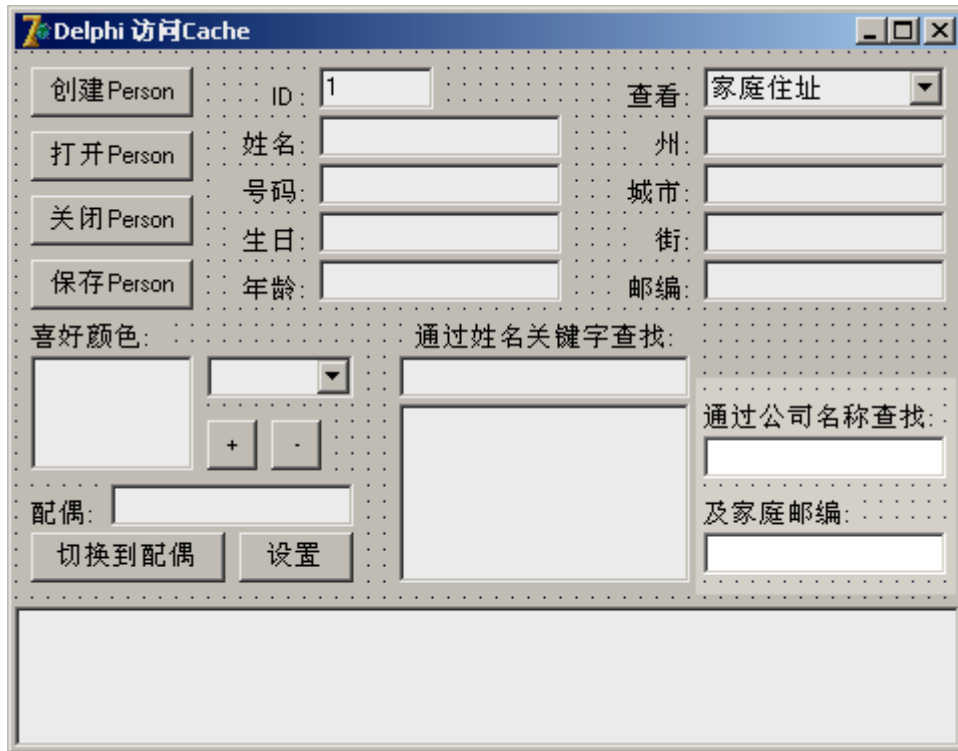 Delphi 访问Cache
创建Person
ID:
1
查看:
家庭住址
打开Person
姓名:
州:
关闭Person
号码:
城市:
生日:
街:
保存Person
年龄:
邮编:
喜好颜色:
通过姓名关键字查找:
+
-
通过公司名称查找:
配偶:
及家庭邮编:
切换到配偶
设置